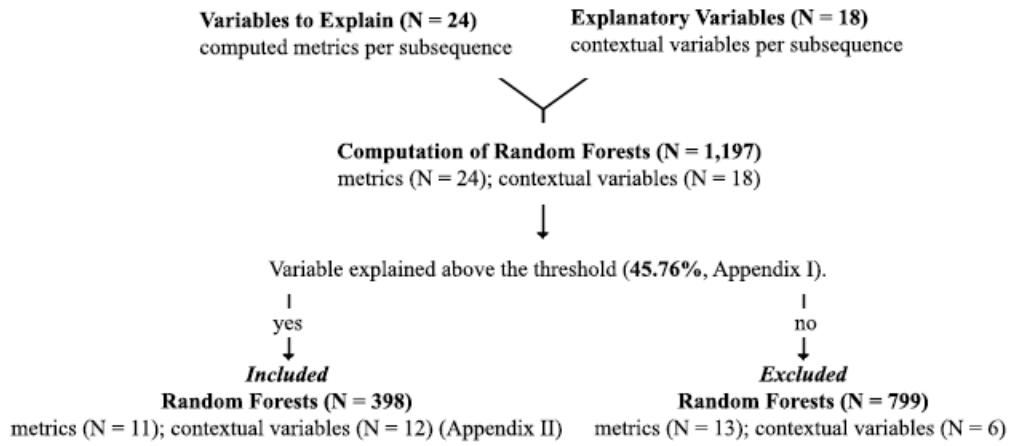 Variables to Explain (N = 24)
computed metrics per subsequence
Explanatory Variables (N = 18)
contextual variables per subsequence
Computation of Random Forests (N = 1,197)
metrics (N = 24); contextual variables (N = 18)
Variable explained above the threshold (45.76%, Appendix I).
yes
no
Included
Random Forests (N = 398)
metrics (N = 11); contextual variables (N = 12) (Appendix II)
Excluded
Random Forests (N = 799)
metrics (N = 13); contextual variables (N = 6)